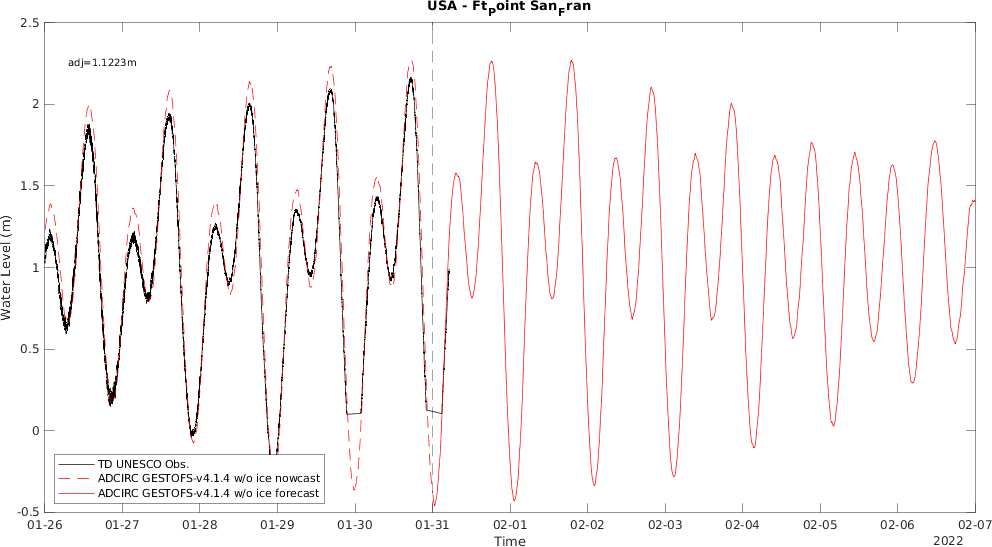 USA - FtPoint SanFran
adj=1.1223m
Water Level (m)
2.5
2
1.5
1
0.5
0
-0.5
TD UNESCO Obs.
ADCIRC GESTOFS-v4.1.4 w/o ice nowcast
ADCIRC GESTOFS-v4.1.4 w/o ice forecast
01-26 01-27 01-28 01-29 01-30 01-31 02-01 02-02 02-03 02-04 02-05 02-06 02-07
Time
2022